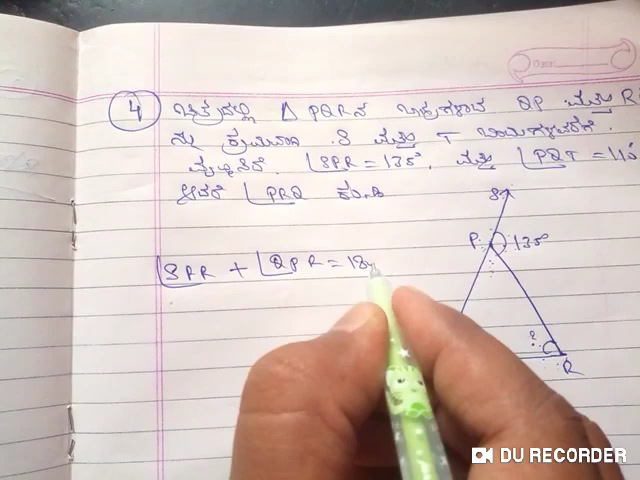 4 ಚಿತ್ರದಲ್ಲಿ Δ PQR ನ ಬಾಹುಗಳಾದ QP ಮತ್ತು R
ನ್ನು ಕ್ರಮವಾಗಿ S ಮತ್ತು T ಬಿಂದುಗಳವರೆಗೆ
∠SPR = 135° ಮತ್ತು ∠PQT = 110
ಆದರೆ ∠PRQ ಕಂ.ಹಿ
S
P 135°
∠SPR + ∠QPR = 18
?
R
DU RECORDER